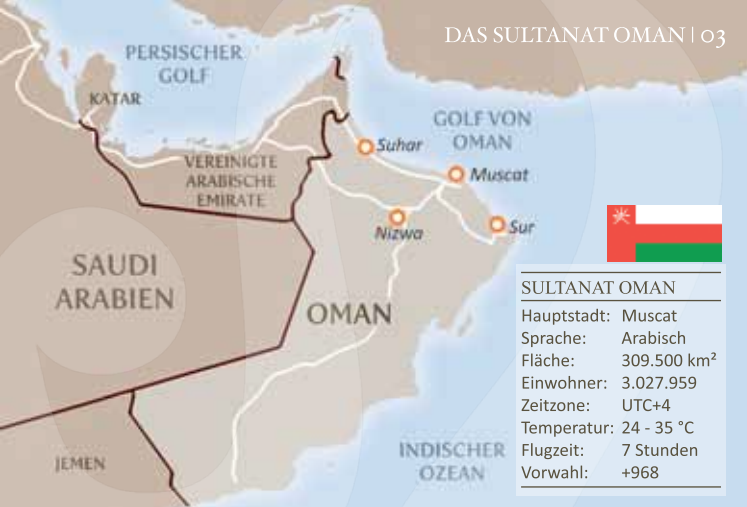 DAS SULTANAT OMAN | 03
PERSISCHER
GOLF
KATAR
GOLF VON
OMAN
Suhar
Muscat
VEREINIGTE
ARABISCHE
EMIRATE
Nizwa
Sur
SAUDI
ARABIEN
OMAN
JEMEN
INDISCHER
OZEAN
SULTANAT OMAN
Hauptstadt: Muscat
Sprache: Arabisch
Fläche: 309.500 km²
Einwohner: 3.027.959
Zeitzone: UTC+4
Temperatur: 24 - 35 °C
Flugzeit: 7 Stunden
Vorwahl: +968